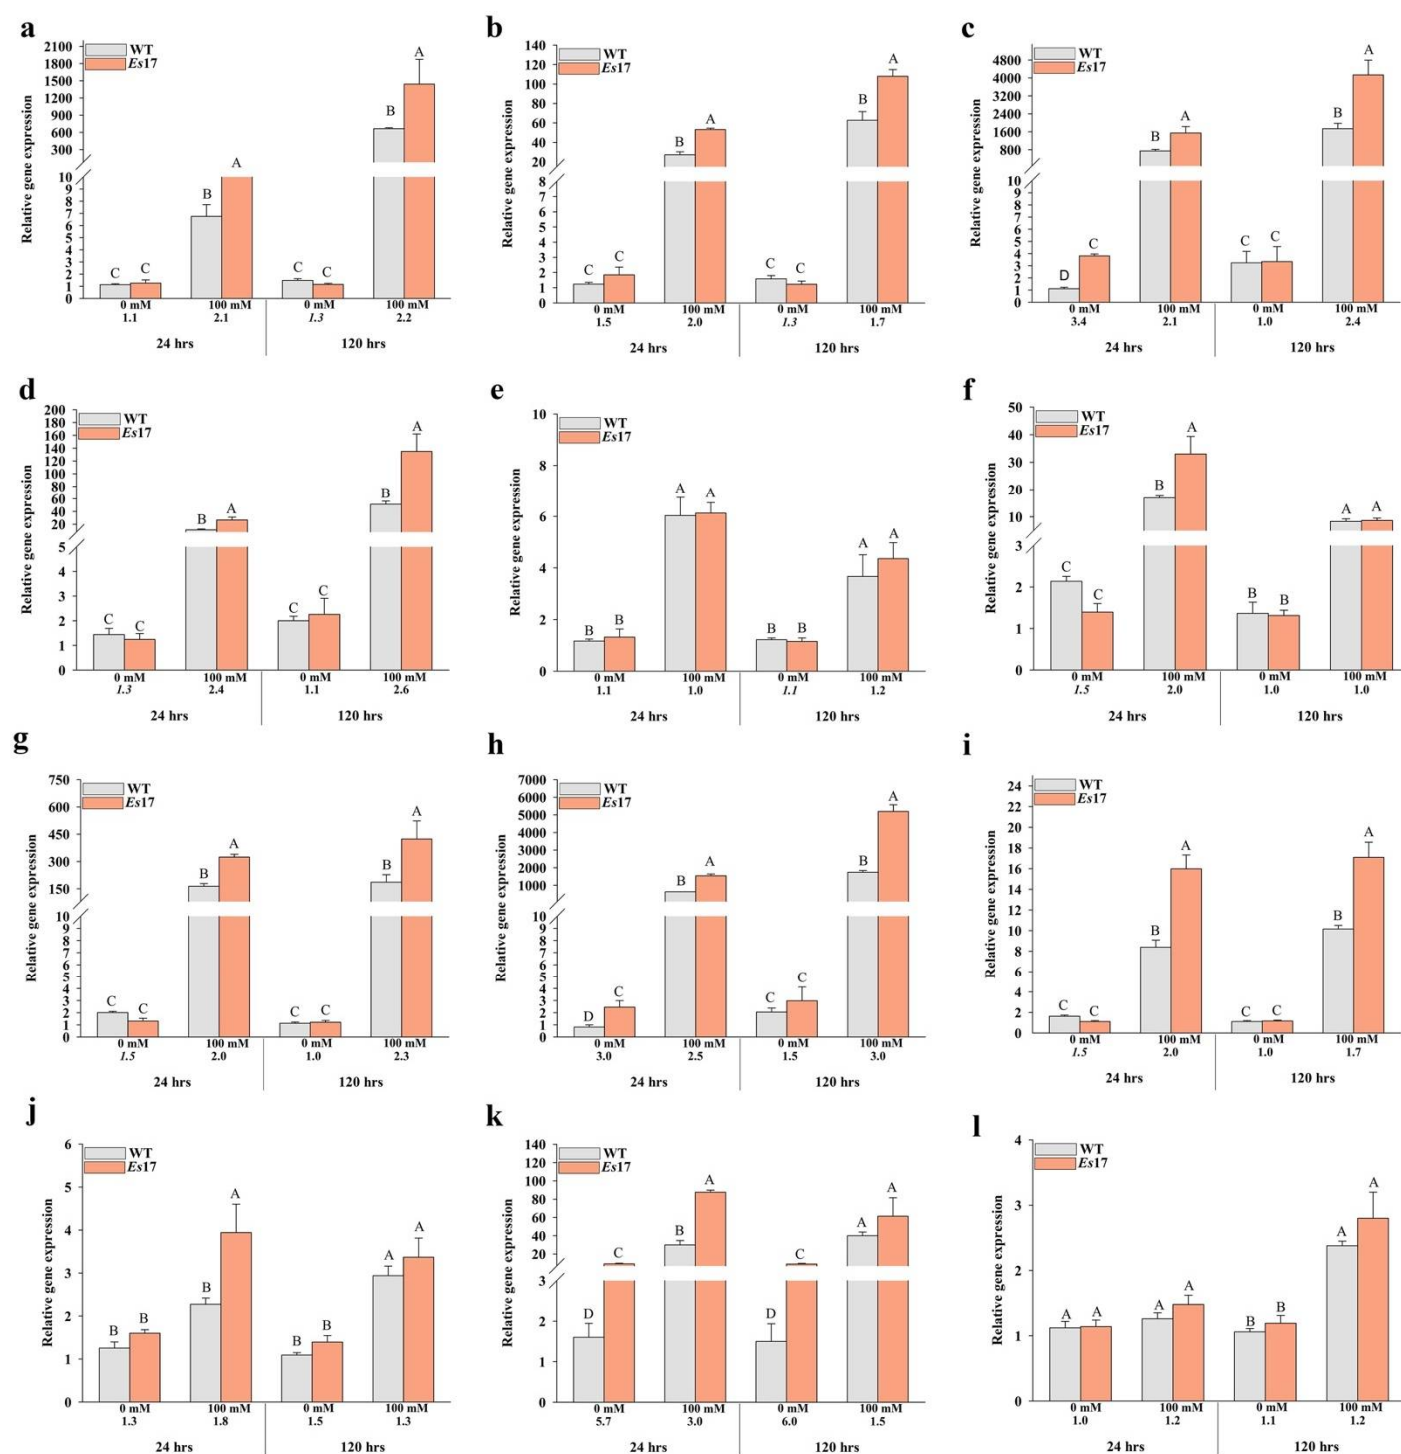 a
WT
Es17
Relative gene expression
2100
1800
1500
1200
900
600
300
10
9
8
7
6
5
4
3
2
1
0
C C B A C C B A
0 mM 100 mM 0 mM 100 mM
1.1 2.1 1.3 2.2
24 hrs 120 hrs
b
WT
Es17
Relative gene expression
140
120
100
80
60
40
20
8
7
6
5
4
3
2
1
0
C C B A C C B A
0 mM 100 mM 0 mM 100 mM
1.5 2.0 1.3 1.7
24 hrs 120 hrs
c
WT
Es17
Relative gene expression
4800
4000
3200
2400
1600
800
10
9
8
7
6
5
4
3
2
1
0
D C B A C C B A
0 mM 100 mM 0 mM 100 mM
3.4 2.1 1.0 2.4
24 hrs 120 hrs
d
WT
Es17
Relative gene expression
200
180
160
140
120
100
80
60
40
20
5
4
3
2
1
0
C C B A C C B A
0 mM 100 mM 0 mM 100 mM
1.3 2.4 1.1 2.6
24 hrs 120 hrs
e
WT
Es17
Relative gene expression
10
8
6
4
2
0
B B A A B B A A
0 mM 100 mM 0 mM 100 mM
1.1 1.0 1.1 1.2
24 hrs 120 hrs
f
WT
Es17
Relative gene expression
50
40
30
20
10
3
2
1
0
C C B A B B A A
0 mM 100 mM 0 mM 100 mM
1.5 2.0 1.0 1.0
24 hrs 120 hrs
g
WT
Es17
Relative gene expression
750
600
450
300
150
10
9
8
7
6
5
4
3
2
1
0
C C B A C C B A
0 mM 100 mM 0 mM 100 mM
1.5 2.0 1.0 2.3
24 hrs 120 hrs
h
WT
Es17
Relative gene expression
7000
6000
5000
4000
3000
2000
1000
10
9
8
7
6
5
4
3
2
1
0
D C B A C C B A
0 mM 100 mM 0 mM 100 mM
3.0 2.5 1.5 3.0
24 hrs 120 hrs
i
WT
Es17
Relative gene expression
24
22
20
18
16
14
12
10
8
6
4
2
0
C C B A C C B A
0 mM 100 mM 0 mM 100 mM
1.5 2.0 1.0 1.7
24 hrs 120 hrs
j
WT
Es17
Relative gene expression
6
5
4
3
2
1
0
B B B A B B A A
0 mM 100 mM 0 mM 100 mM
1.3 1.8 1.5 1.3
24 hrs 120 hrs
k
WT
Es17
Relative gene expression
140
120
100
80
60
40
20
3
2
1
0
D C B A D C A A
0 mM 100 mM 0 mM 100 mM
5.7 3.0 6.0 1.5
24 hrs 120 hrs
l
WT
Es17
Relative gene expression
4
3
2
1
0
A A A A B B A A
0 mM 100 mM 0 mM 100 mM
1.0 1.2 1.1 1.2
24 hrs 120 hrs